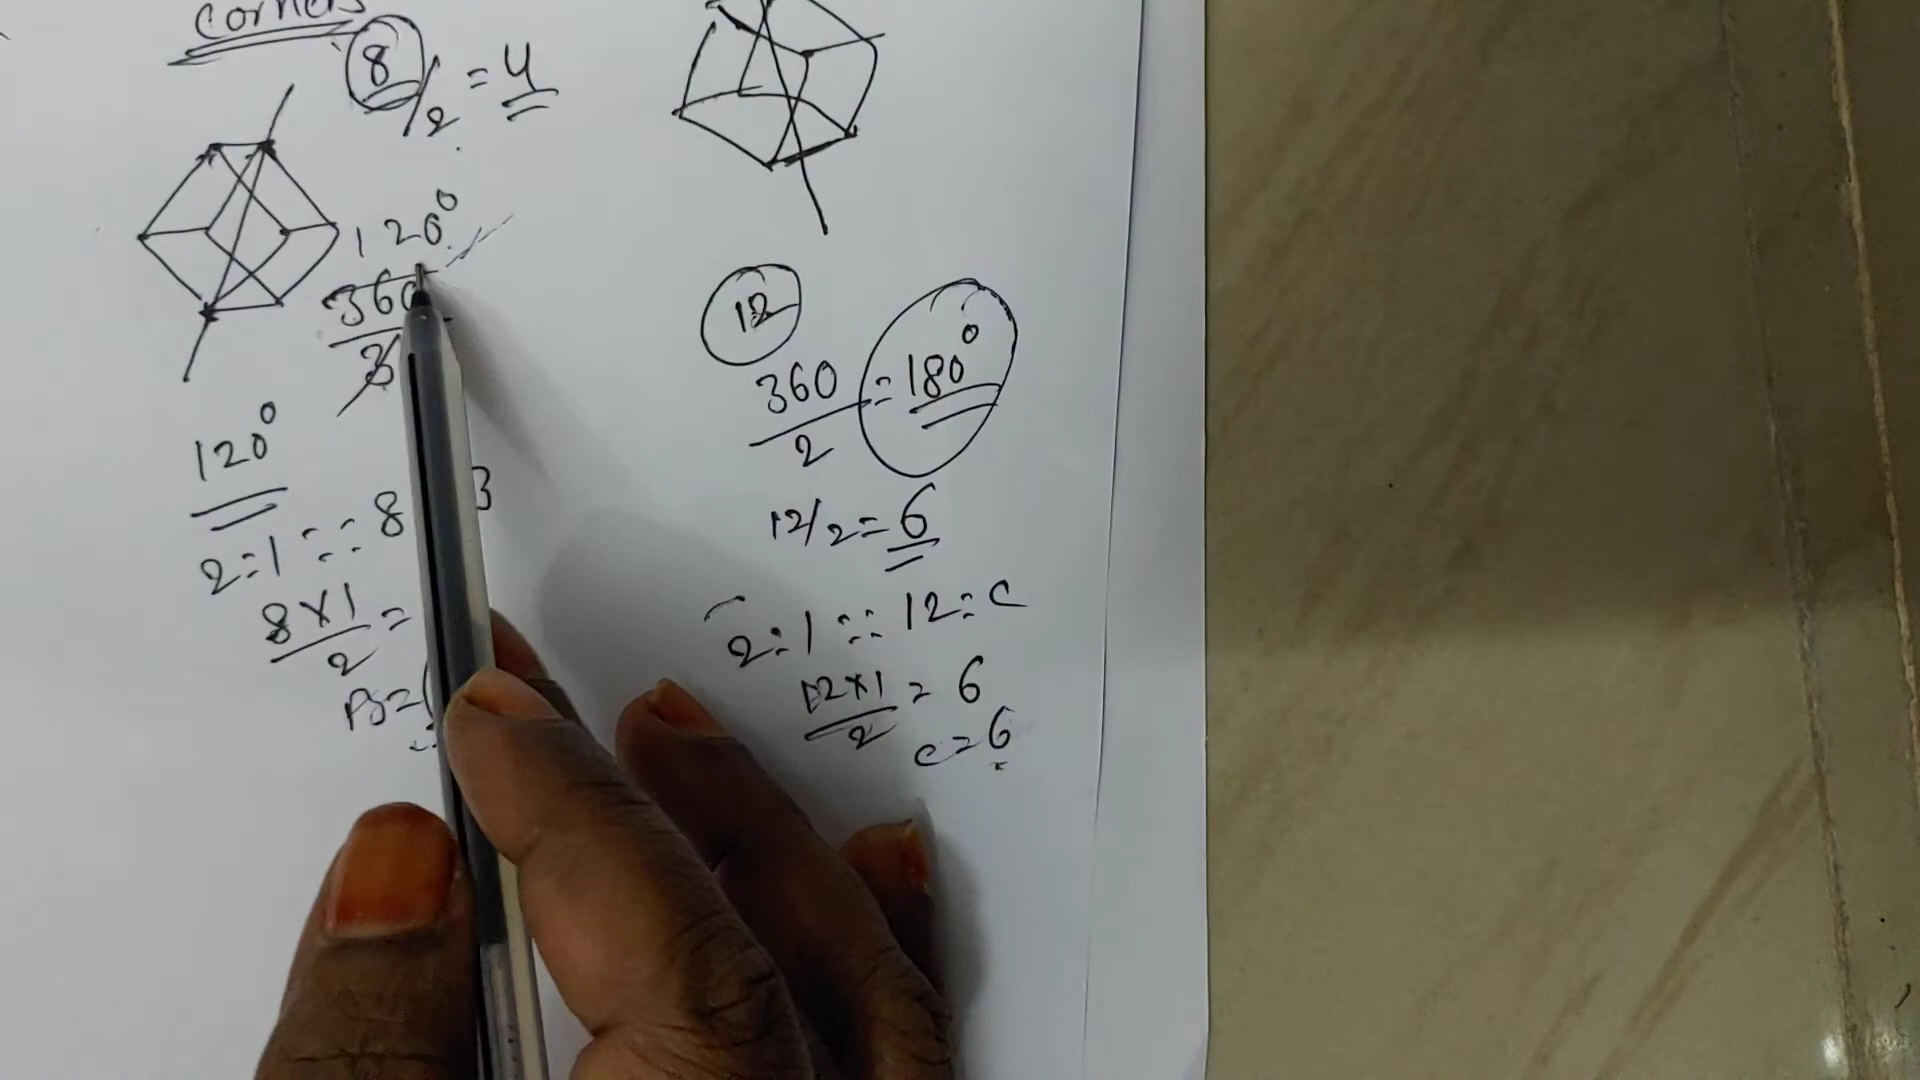 corners
8/2 = 4
120°
360
3
120°
2:1 :: 8
3
8×1
2
=
B=
12
360
2
= 180°
12/2 = 6
2:1 :: 12:C
12×1
2
= 6
C=6